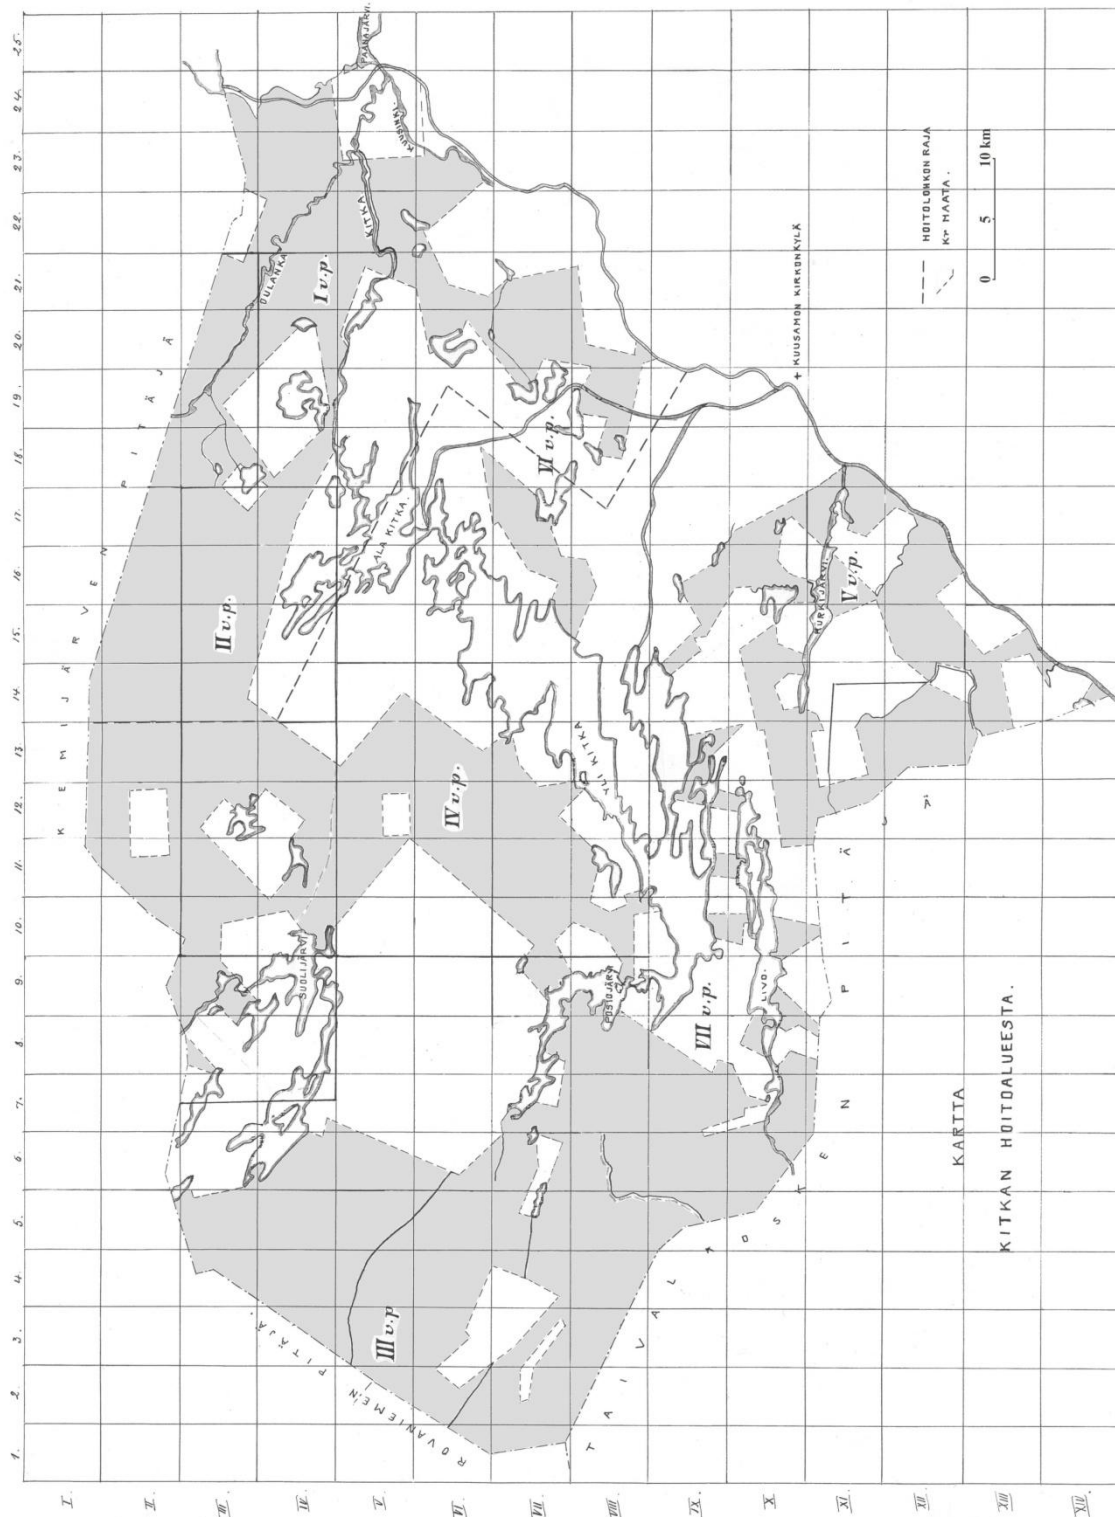 1. 2. 3. 4. 5. 6. 7. 8. 9. 10. 11. 12. 13. 14. 15. 16. 17. 18. 19. 20. 21. 22. 23. 24. 25.
I.
II.
III.
IV.
V.
VI.
VII.
VIII.
IX.
X.
XI.
XII.
XIII.
XIV.
KEMIJÄRVEN PITÄJÄ
ROVANIEMEN PITÄJÄ.
TAIVALKOSKEN PITÄJÄ
SUOLIJÄRVI
II v.p.
OULANKA
I v.p.
PAANAJÄRVI.
KITKA
KUUSINKI.
ALA KITKA.
III v.p
IV v.p.
VI v.p.
POSIOJÄRVI
YLI KITKA
VII v.p.
LIVO.
KURKIJÄRVI.
V v.p.
+ KUUSAMON KIRKONKYLÄ
HOITOLOHKON RAJA
Kr MAATA.
0 5 10 km
KARTTA
KITKAN HOITOALUEESTA.